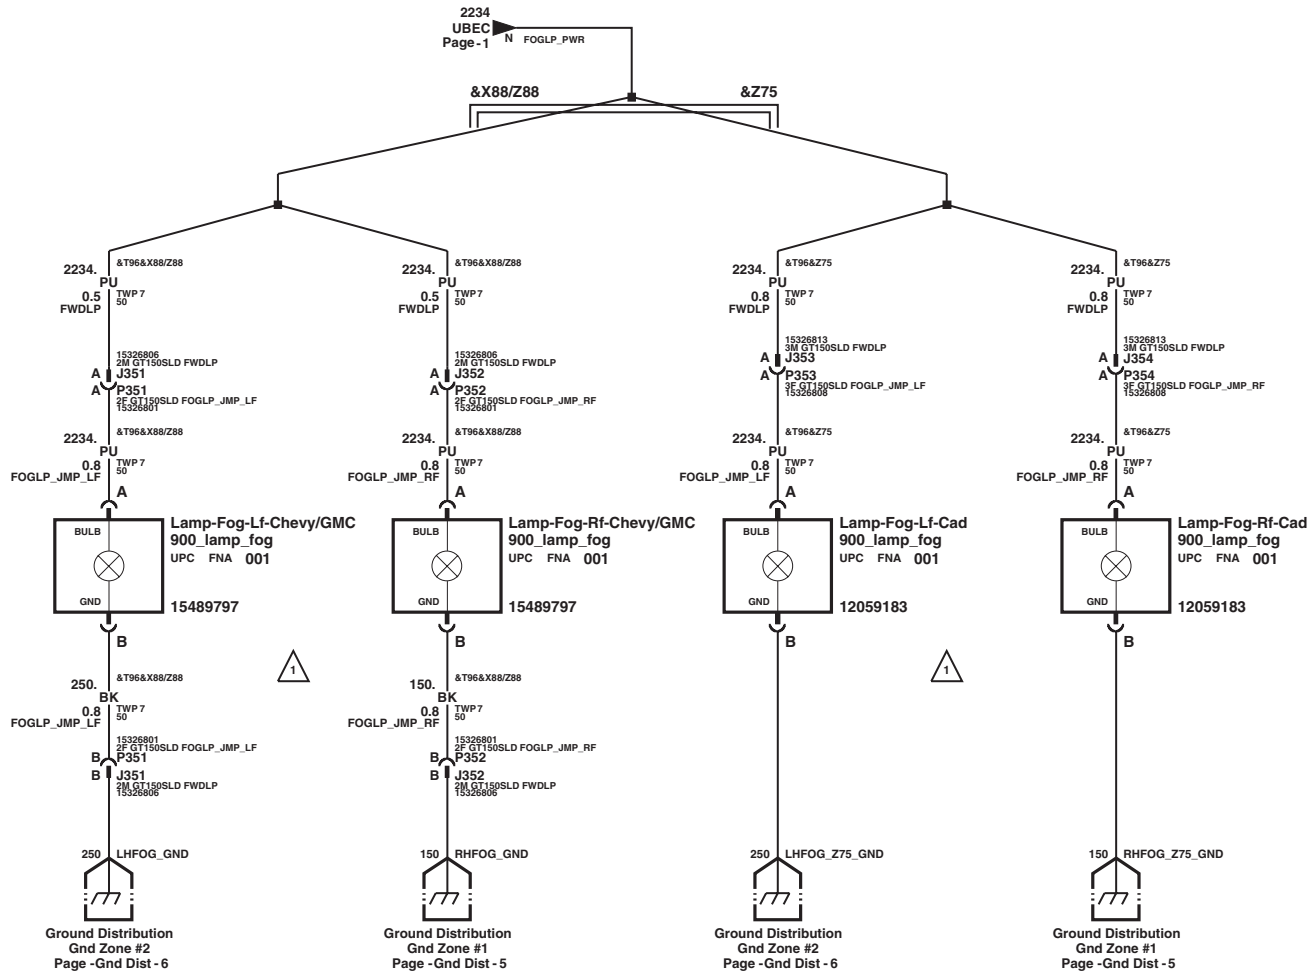 2234
UBEC
Page-1
N FOGLP_PWR
&X88/Z88
&Z75
2234.
&T96&X88/Z88
PU
0.5
FWDLP
TWP 7
50
15326806
2M GT150SLD FWDLP
A J351
A P351
2F GT150SLD FOGLP_JMP_LF
15326801
2234.
&T96&X88/Z88
PU
0.8
FOGLP_JMP_LF
TWP 7
50
A
BULB
GND
Lamp-Fog-Lf-Chevy/GMC
900_lamp_fog
UPC FNA 001
15489797
B
250.
&T96&X88/Z88
BK
0.8
FOGLP_JMP_LF
TWP 7
50
15326801
2F GT150SLD FOGLP_JMP_LF
B P351
B J351
2M GT150SLD FWDLP
15326806
250 LHFOG_GND
Ground Distribution
Gnd Zone #2
Page -Gnd Dist - 6
1
2234.
&T96&X88/Z88
PU
0.5
FWDLP
TWP 7
50
15326806
2M GT150SLD FWDLP
A J352
A P352
2F GT150SLD FOGLP_JMP_RF
15326801
2234.
&T96&X88/Z88
PU
0.8
FOGLP_JMP_RF
TWP 7
50
A
BULB
GND
Lamp-Fog-Rf-Chevy/GMC
900_lamp_fog
UPC FNA 001
15489797
B
150.
&T96&X88/Z88
BK
0.8
FOGLP_JMP_RF
TWP 7
50
15326801
2F GT150SLD FOGLP_JMP_RF
B P352
B J352
2M GT150SLD FWDLP
15326806
150 RHFOG_GND
Ground Distribution
Gnd Zone #1
Page -Gnd Dist - 5
2234.
&T96&Z75
PU
0.8
FWDLP
TWP 7
50
15326813
3M GT150SLD FWDLP
A J353
A P353
3F GT150SLD FOGLP_JMP_LF
15326808
2234.
&T96&Z75
PU
0.8
FOGLP_JMP_LF
TWP 7
50
A
BULB
GND
Lamp-Fog-Lf-Cad
900_lamp_fog
UPC FNA 001
12059183
B
250 LHFOG_Z75_GND
Ground Distribution
Gnd Zone #2
Page -Gnd Dist - 6
1
2234.
&T96&Z75
PU
0.8
FWDLP
TWP 7
50
15326813
3M GT150SLD FWDLP
A J354
A P354
3F GT150SLD FOGLP_JMP_RF
15326808
2234.
&T96&Z75
PU
0.8
FOGLP_JMP_RF
TWP 7
50
A
BULB
GND
Lamp-Fog-Rf-Cad
900_lamp_fog
UPC FNA 001
12059183
B
150 RHFOG_Z75_GND
Ground Distribution
Gnd Zone #1
Page -Gnd Dist - 5